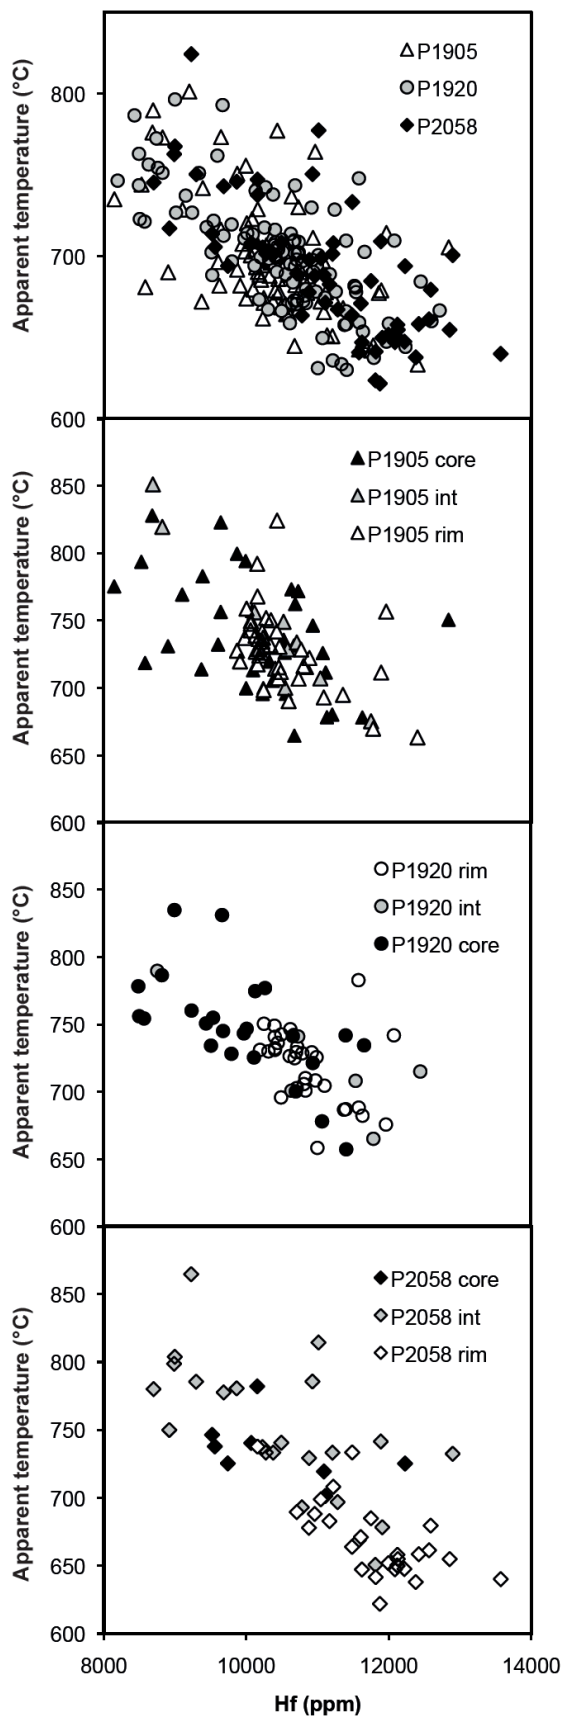 Apparent temperature (°C)
800
700
600
P1905
P1920
P2058
Apparent temperature (°C)
850
800
750
700
650
600
P1905 core
P1905 int
P1905 rim
Apparent temperature (°C)
850
800
750
700
650
600
P1920 rim
P1920 int
P1920 core
Apparent temperature (°C)
850
800
750
700
650
600
P2058 core
P2058 int
P2058 rim
8000 10000 12000 14000
Hf (ppm)